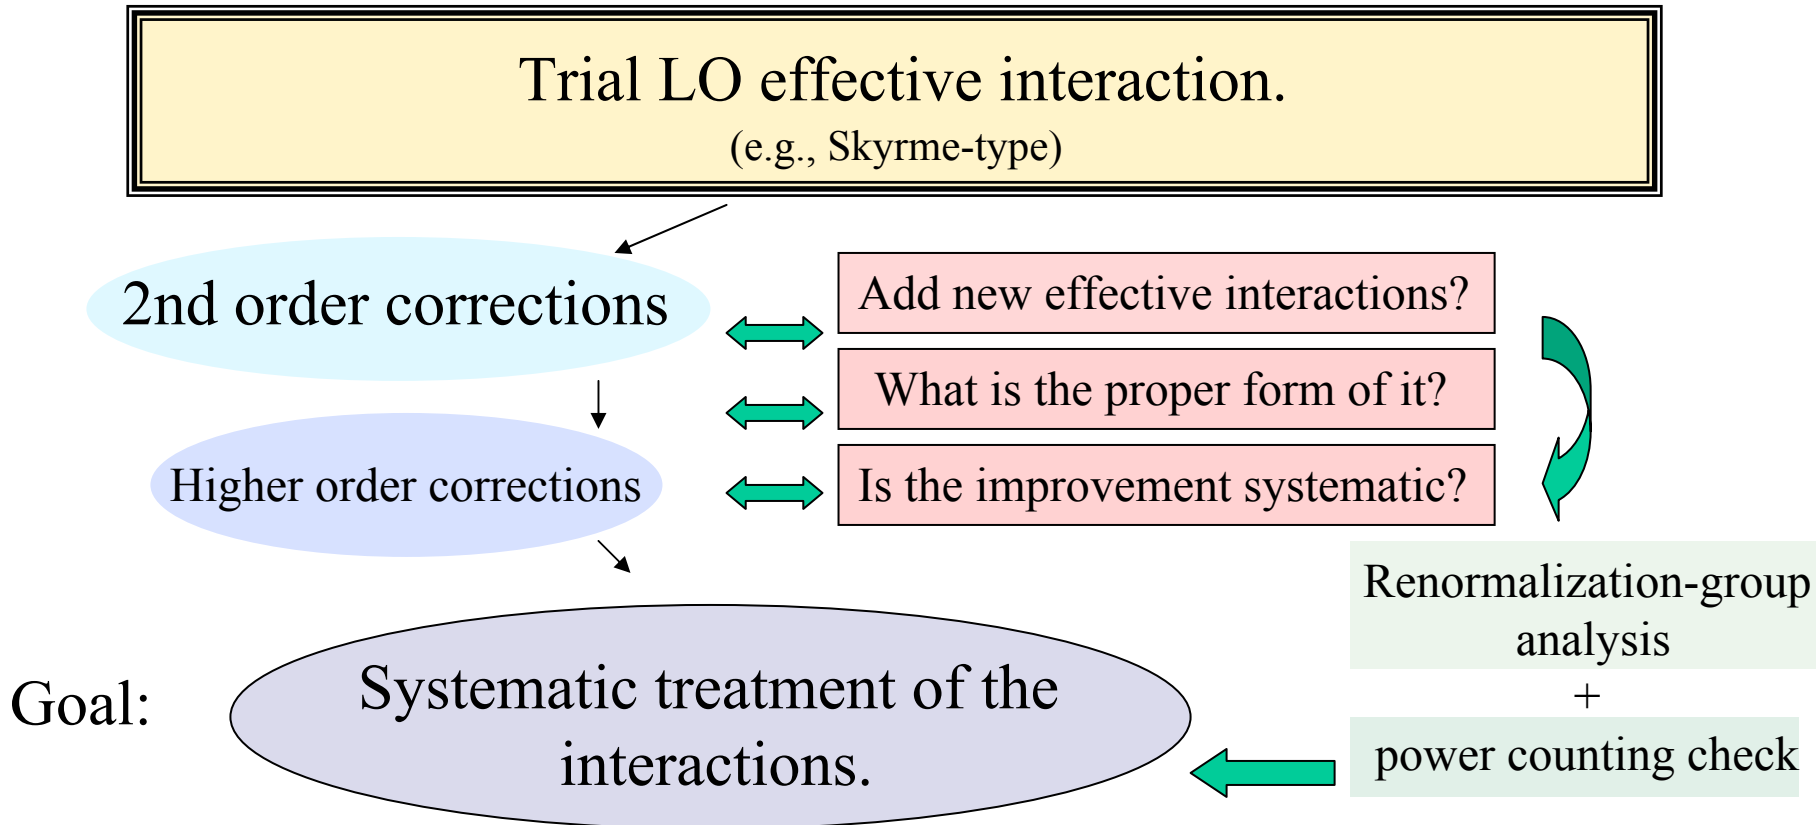 Trial LO effective interaction.
(e.g., Skyrme-type)
2nd order corrections
Add new effective interactions?
What is the proper form of it?
Higher order corrections
Is the improvement systematic?
Renormalization-group
analysis
+
power counting check
Goal:
Systematic treatment of the
interactions.